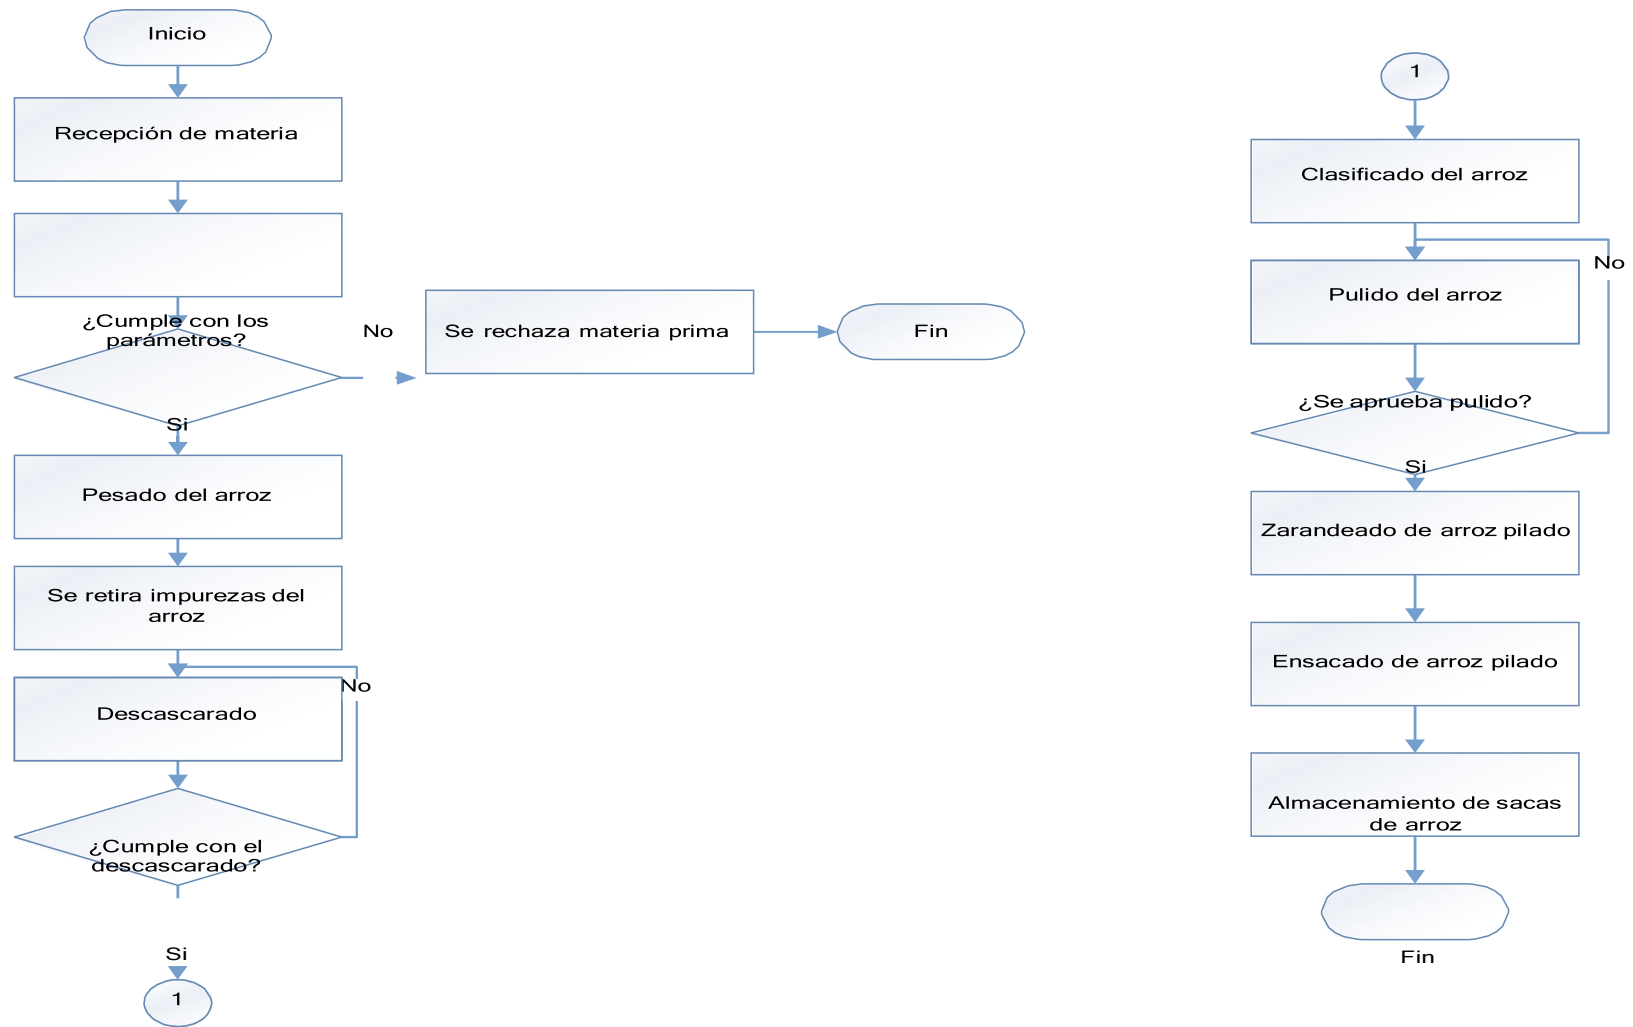 Inicio
Recepción de materia
¿Cumple con los
parámetros?
No
Se rechaza materia prima
Fin
Si
Pesado del arroz
Se retira impurezas del
arroz
No
Descascarado
¿Cumple con el
descascarado?
Si
1
1
Clasificado del arroz
No
Pulido del arroz
¿Se aprueba pulido?
Si
Zarandeado de arroz pilado
Ensacado de arroz pilado
Almacenamiento de sacas
de arroz
Fin